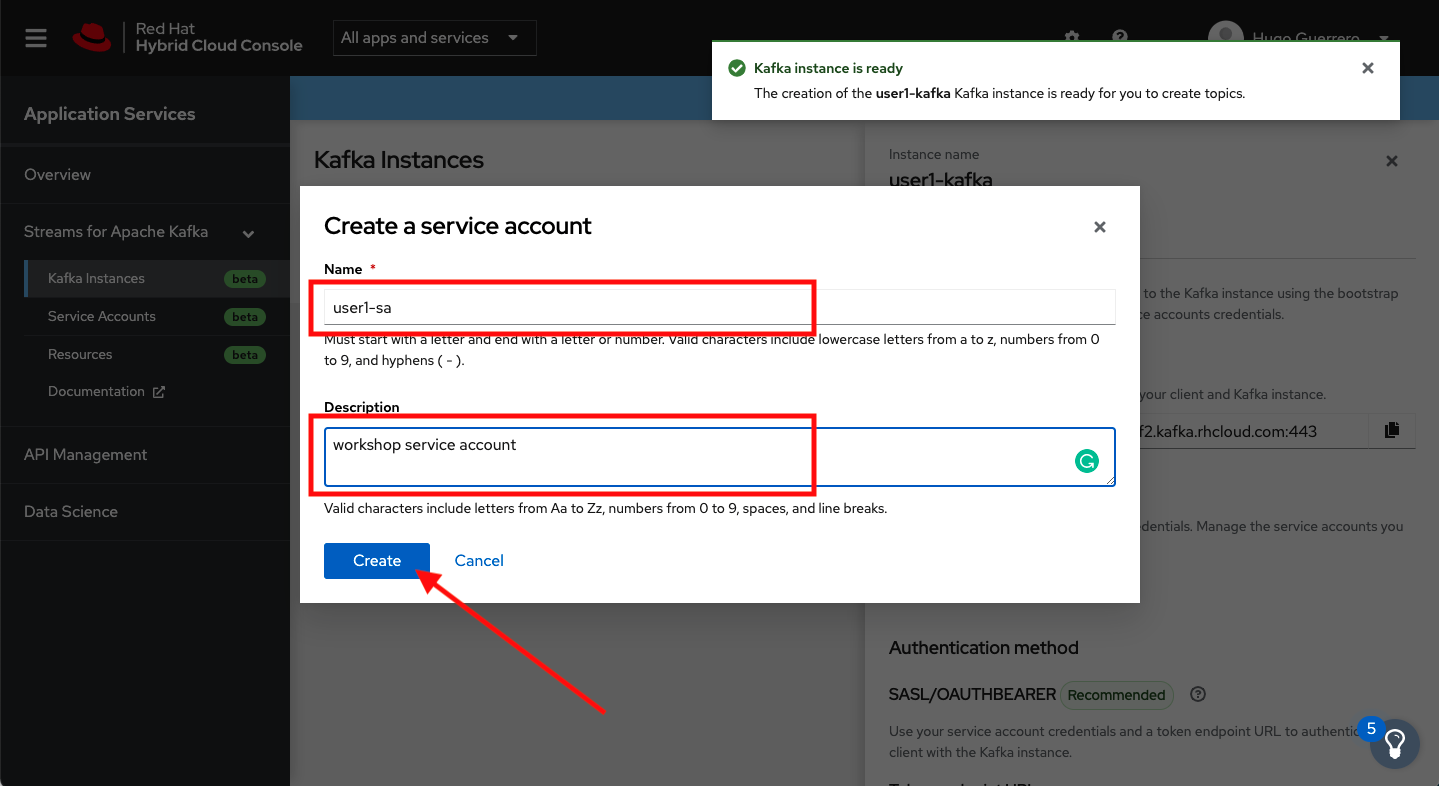 Red Hat
Hybrid Cloud Console
All apps and services
Hugo Guerrero
Kafka instance is ready
The creation of the user1-kafka Kafka instance is ready for you to create topics.
Application Services
Overview
Streams for Apache Kafka
Kafka Instances beta
Service Accounts beta
Resources beta
Documentation
API Management
Data Science
Kafka Instances
Instance name
user1-kafka
Create a service account
Name *
user1-sa
Must start with a letter and end with a letter or number. Valid characters include lowercase letters from a to z, numbers from 0
to 9, and hyphens ( - ).
Description
workshop service account
Valid characters include letters from Aa to Zz, numbers from 0 to 9, spaces, and line breaks.
Create Cancel
to the Kafka instance using the bootstrap
ce accounts credentials.
your client and Kafka instance.
f2.kafka.rhcloud.com:443
edentials. Manage the service accounts you
Authentication method
SASL/OAUTHBEARER Recommended
Use your service account credentials and a token endpoint URL to authentic
client with the Kafka instance.
5